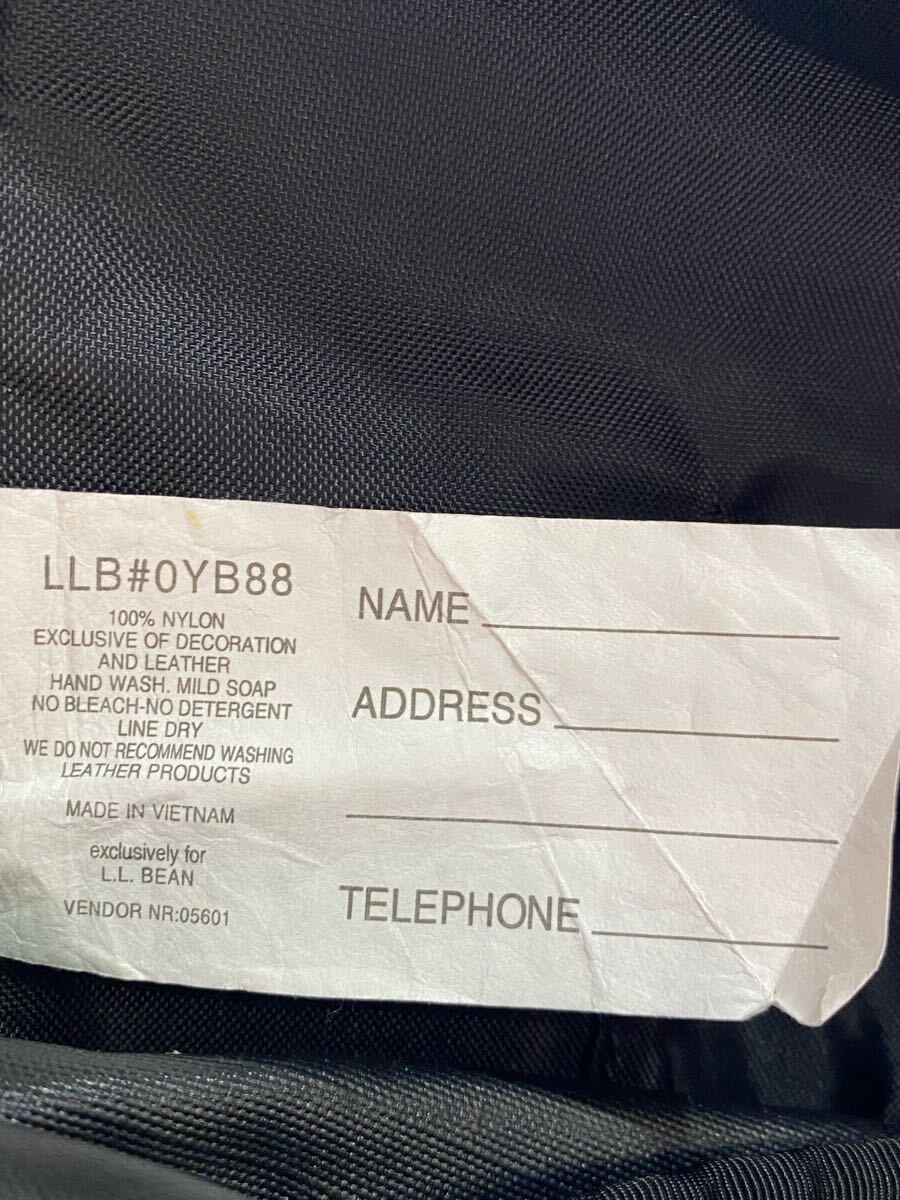 LLB#0YB88
100% NYLON
EXCLUSIVE OF DECORATION
AND LEATHER
HAND WASH. MILD SOAP
NO BLEACH-NO DETERGENT
LINE DRY
WE DO NOT RECOMMEND WASHING
LEATHER PRODUCTS
MADE IN VIETNAM
exclusively for
L.L. BEAN
VENDOR NR:05601
NAME
ADDRESS
TELEPHONE